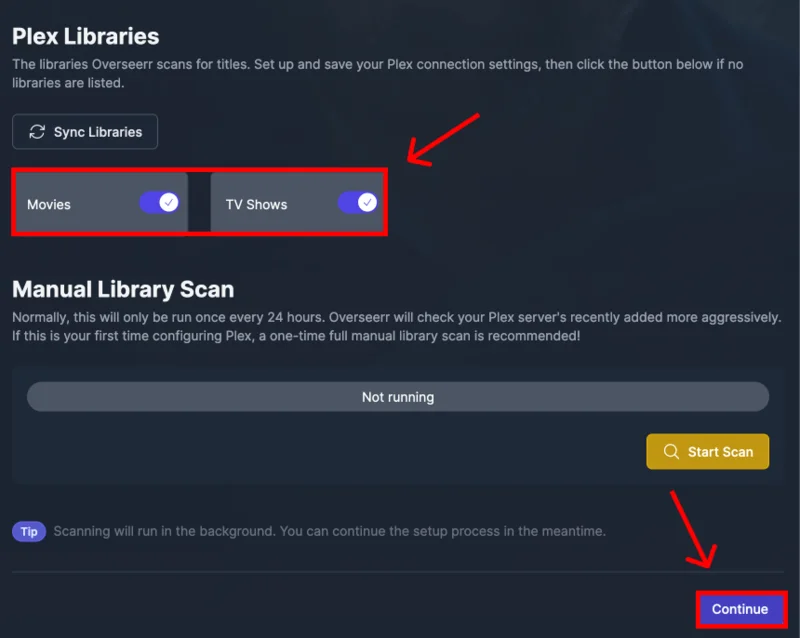 Plex Libraries
The libraries Overseerr scans for titles. Set up and save your Plex connection settings, then click the button below if no
libraries are listed.
Sync Libraries
Movies
TV Shows
Manual Library Scan
Normally, this will only be run once every 24 hours. Overseerr will check your Plex server's recently added more aggressively.
If this is your first time configuring Plex, a one-time full manual library scan is recommended!
Not running
Start Scan
Tip Scanning will run in the background. You can continue the setup process in the meantime.
Continue